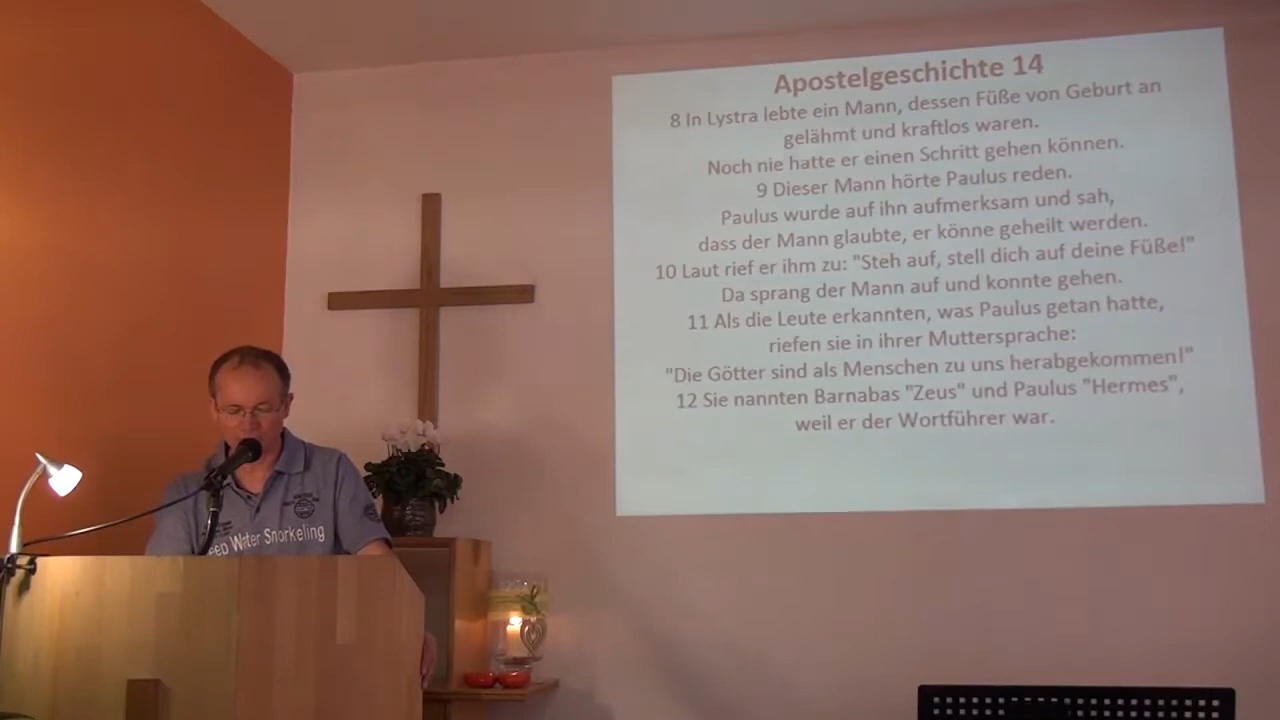 Apostelgeschichte 14
8 In Lystra lebte ein Mann, dessen Füße von Geburt an
gelähmt und kraftlos waren.
Noch nie hatte er einen Schritt gehen können.
9 Dieser Mann hörte Paulus reden.
Paulus wurde auf ihn aufmerksam und sah,
dass der Mann glaubte, er könne geheilt werden.
10 Laut rief er ihm zu: "Steh auf, stell dich auf deine Füße!"
Da sprang der Mann auf und konnte gehen.
11 Als die Leute erkannten, was Paulus getan hatte,
riefen sie in ihrer Muttersprache:
"Die Götter sind als Menschen zu uns herabgekommen!"
12 Sie nannten Barnabas "Zeus" und Paulus "Hermes",
weil er der Wortführer war.
Water Snorkeling